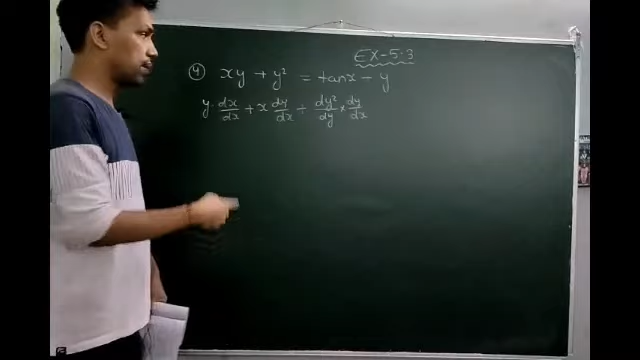 EX-5.3
(4) xy + y² = tanx - y
y·dx/dx + x dy/dx + dy²/dy × dy/dx